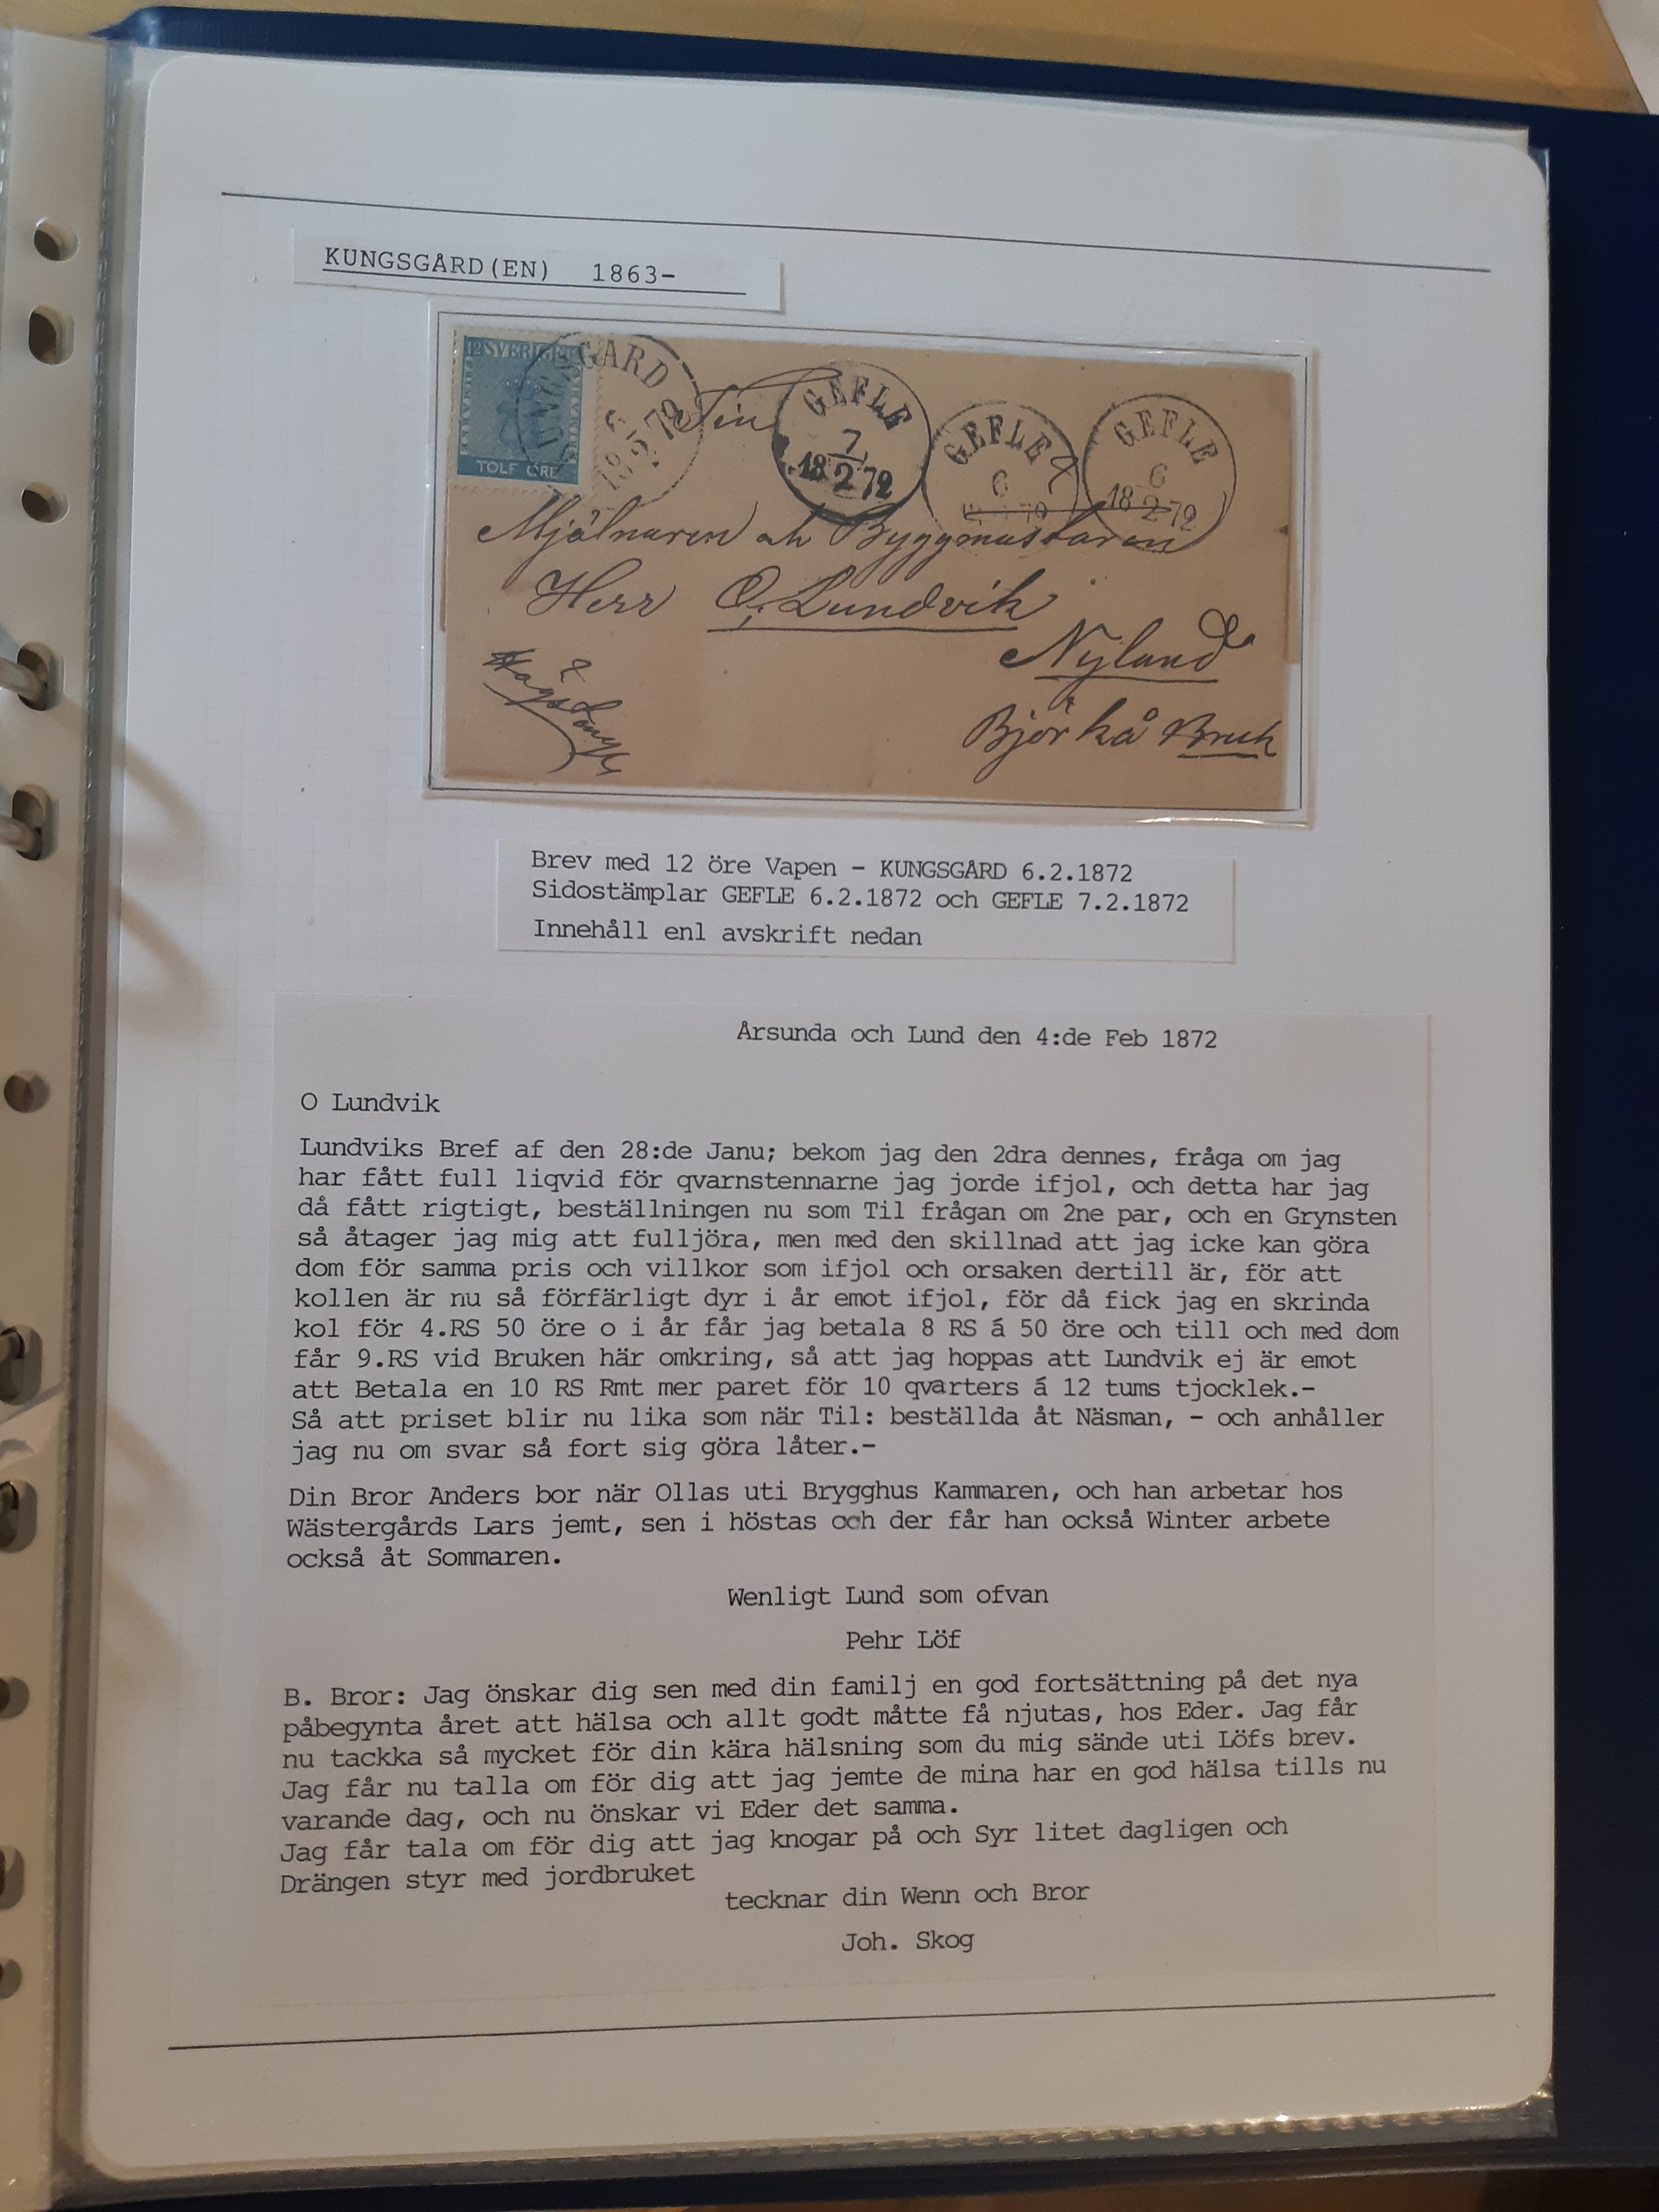 KUNGSGÅRD(EN) 1863-
12 SVERIGE
TOLF ÖRE
KUNGSGÅRD
6
18 2 72
GEFLE
7
18 2 72
GEFLE
6
GEFLE
6
18 2 72
Mjölnaren och Byggmästaren
Herr O, Lundvik
Nyland
Björkå Bruk
Brev med 12 öre Vapen - KUNGSGÅRD 6.2.1872
Sidostämplar GEFLE 6.2.1872 och GEFLE 7.2.1872
Innehåll enl avskrift nedan
Årsunda och Lund den 4:de Feb 1872
O Lundvik
Lundviks Bref af den 28:de Janu; bekom jag den 2dra dennes, fråga om jag
har fått full liqvid för qvarnstennarne jag jorde ifjol, och detta har jag
då fått rigtigt, beställningen nu som Til frågan om 2ne par, och en Grynsten
så åtager jag mig att fulljöra, men med den skillnad att jag icke kan göra
dom för samma pris och villkor som ifjol och orsaken dertill är, för att
kollen är nu så förfärligt dyr i år emot ifjol, för då fick jag en skrinda
kol för 4.RS 50 öre o i år får jag betala 8 RS á 50 öre och till och med dom
får 9.RS vid Bruken här omkring, så att jag hoppas att Lundvik ej är emot
att Betala en 10 RS Rmt mer paret för 10 qvarters á 12 tums tjocklek.-
Så att priset blir nu lika som när Til: beställda åt Näsman, - och anhåller
jag nu om svar så fort sig göra låter.-
Din Bror Anders bor när Ollas uti Brygghus Kammaren, och han arbetar hos
Wästergårds Lars jemt, sen i höstas och der får han också Winter arbete
också åt Sommaren.
Wenligt Lund som ofvan
Pehr Löf
B. Bror: Jag önskar dig sen med din familj en god fortsättning på det nya
påbegynta året att hälsa och allt godt måtte få njutas, hos Eder. Jag får
nu tackka så mycket för din kära hälsning som du mig sände uti Löfs brev.
Jag får nu talla om för dig att jag jemte de mina har en god hälsa tills nu
varande dag, och nu önskar vi Eder det samma.
Jag får tala om för dig att jag knogar på och Syr litet dagligen och
Drängen styr med jordbruket
tecknar din Wenn och Bror
Joh. Skog